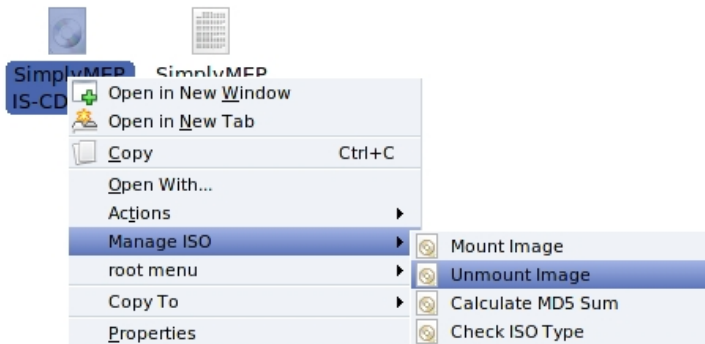 SimplyMEP SimplyMEP
IS-CD
Open in New Window
Open in New Tab
Copy Ctrl+C
Open With...
Actions
Manage ISO
root menu
Copy To
Properties
Mount Image
Unmount Image
Calculate MD5 Sum
Check ISO Type